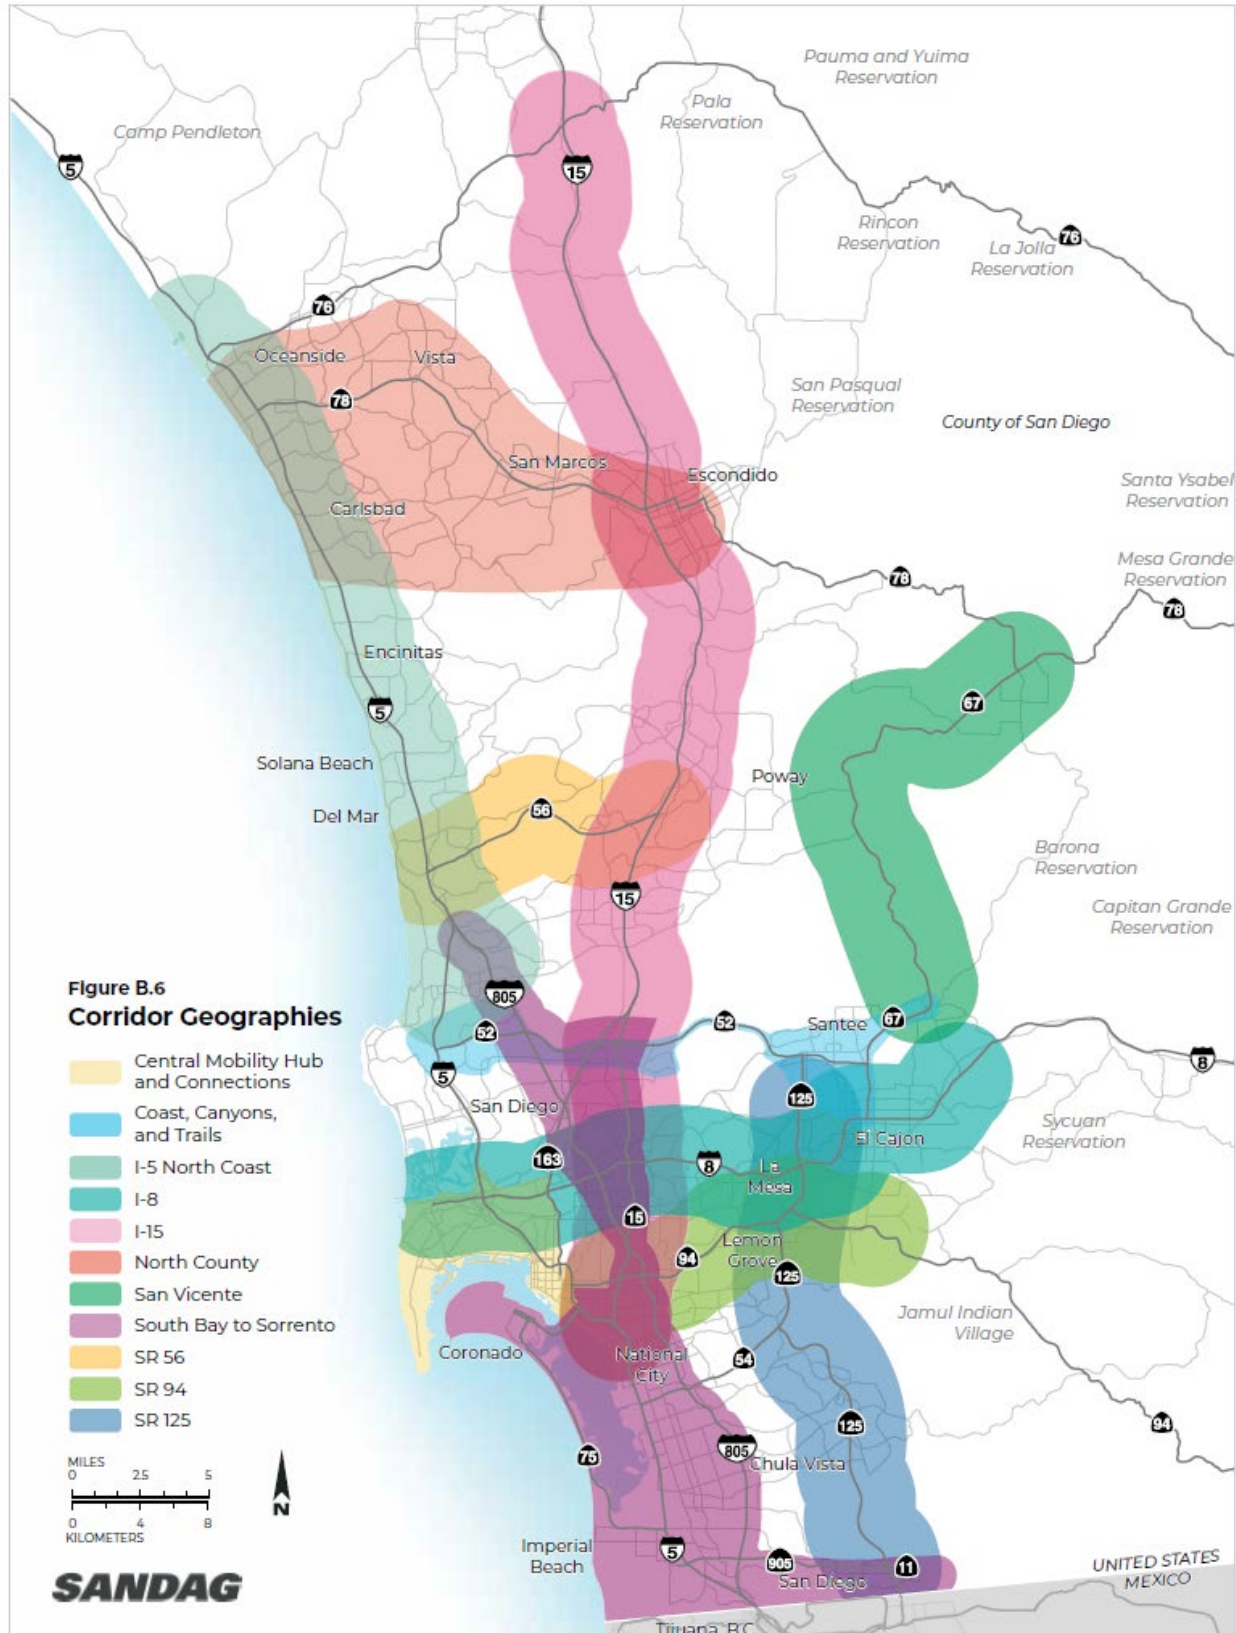 Pauma and Yuima
Reservation
Pala
Reservation
Camp Pendleton
5
15
Rincon
Reservation
La Jolla
Reservation
76
76
Oceanside
Vista
78
San Pasqual
Reservation
County of San Diego
San Marcos
Escondido
Santa Ysabel
Reservation
Carlsbad
Mesa Grande
Reservation
78
78
Encinitas
5
67
Solana Beach
Poway
Del Mar
56
Barona
Reservation
15
Capitan Grande
Reservation
805
52
52
Santee
67
5
8
San Diego
125
Sycuan
Reservation
El Cajon
163
8
La
Mesa
15
Lemon
Grove
94
125
Jamul Indian
Village
Coronado
National
City
54
125
94
75
805
Chula Vista
Imperial
Beach
5
905
San Diego
11
UNITED STATES
MEXICO
Tijuana, B.C.
Figure B.6
Corridor Geographies
Central Mobility Hub
and Connections
Coast, Canyons,
and Trails
I-5 North Coast
I-8
I-15
North County
San Vicente
South Bay to Sorrento
SR 56
SR 94
SR 125
MILES
0 2.5 5
0 4 8
KILOMETERS
N
SANDAG